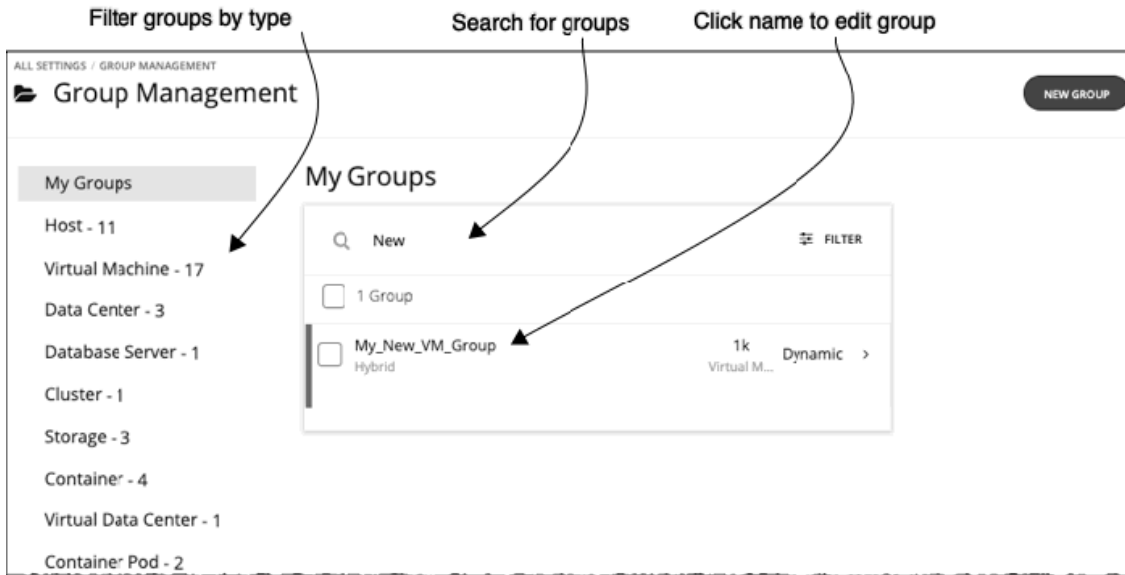 Filter groups by type
Search for groups
Click name to edit group
ALL SETTINGS / GROUP MANAGEMENT
Group Management
NEW GROUP
My Groups
Host - 11
Virtual Machine - 17
Data Center - 3
Database Server - 1
Cluster - 1
Storage - 3
Container - 4
Virtual Data Center - 1
Container Pod - 2
My Groups
New
FILTER
1 Group
My_New_VM_Group
Hybrid
1k
Virtual M...
Dynamic